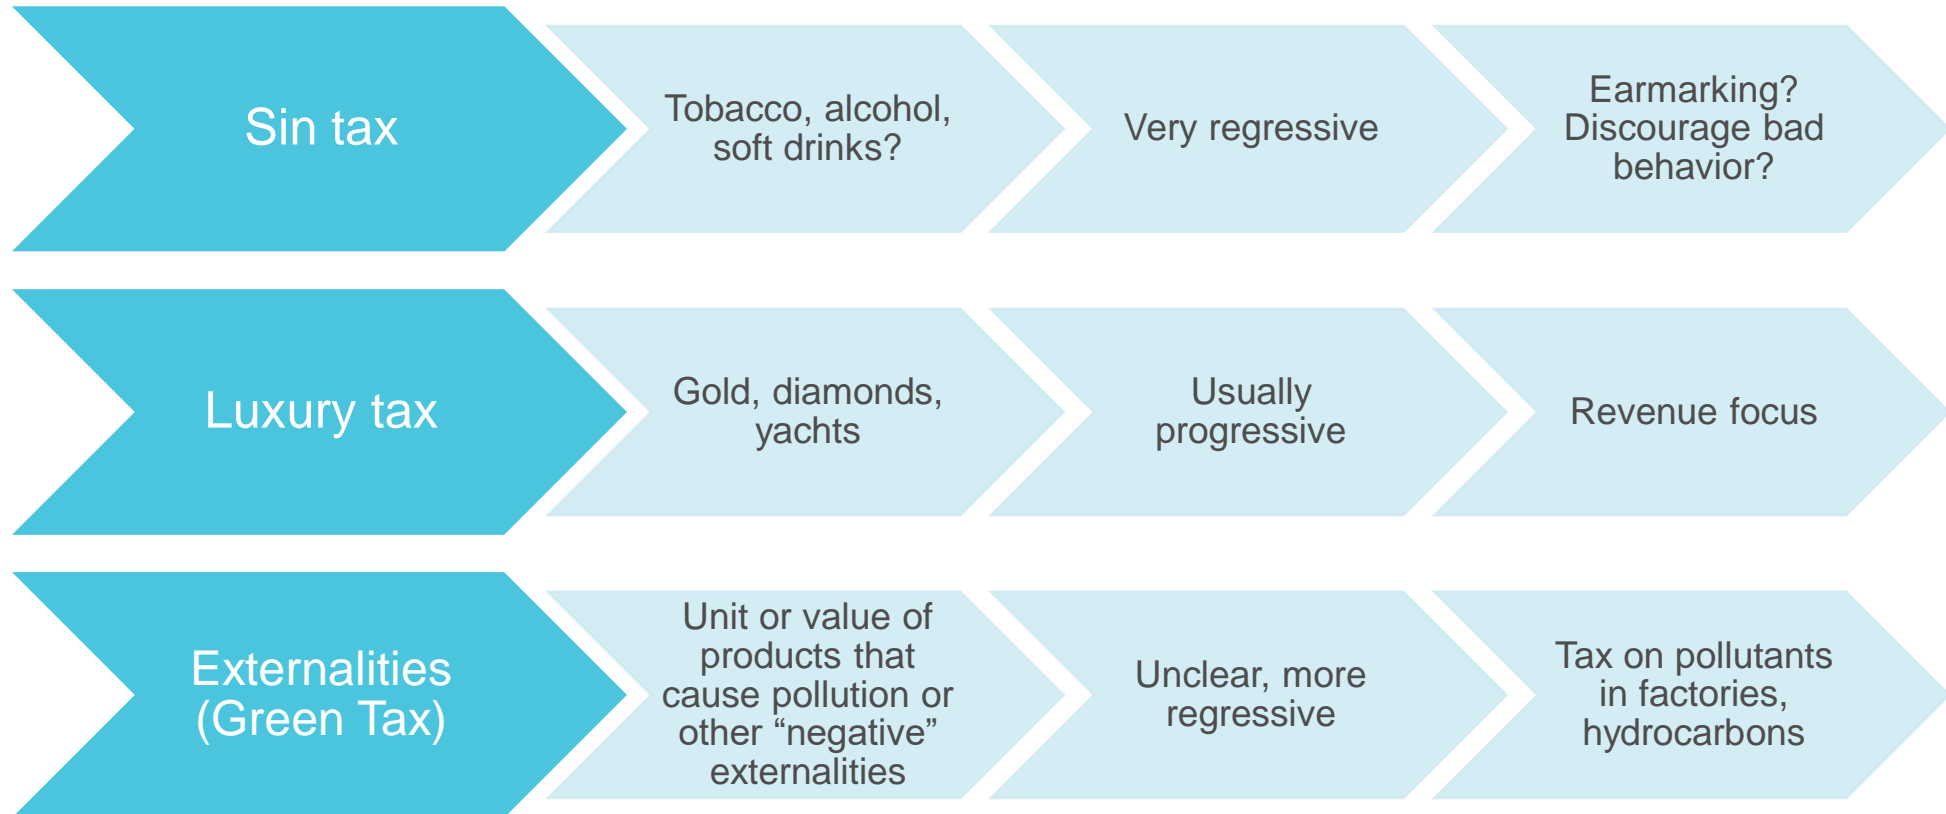 Sin tax
Tobacco, alcohol,
soft drinks?
Very regressive
Earmarking?
Discourage bad
behavior?
Luxury tax
Gold, diamonds,
yachts
Usually
progressive
Revenue focus
Externalities
(Green Tax)
Unit or value of
products that
cause pollution or
other “negative”
externalities
Unclear, more
regressive
Tax on pollutants
in factories,
hydrocarbons